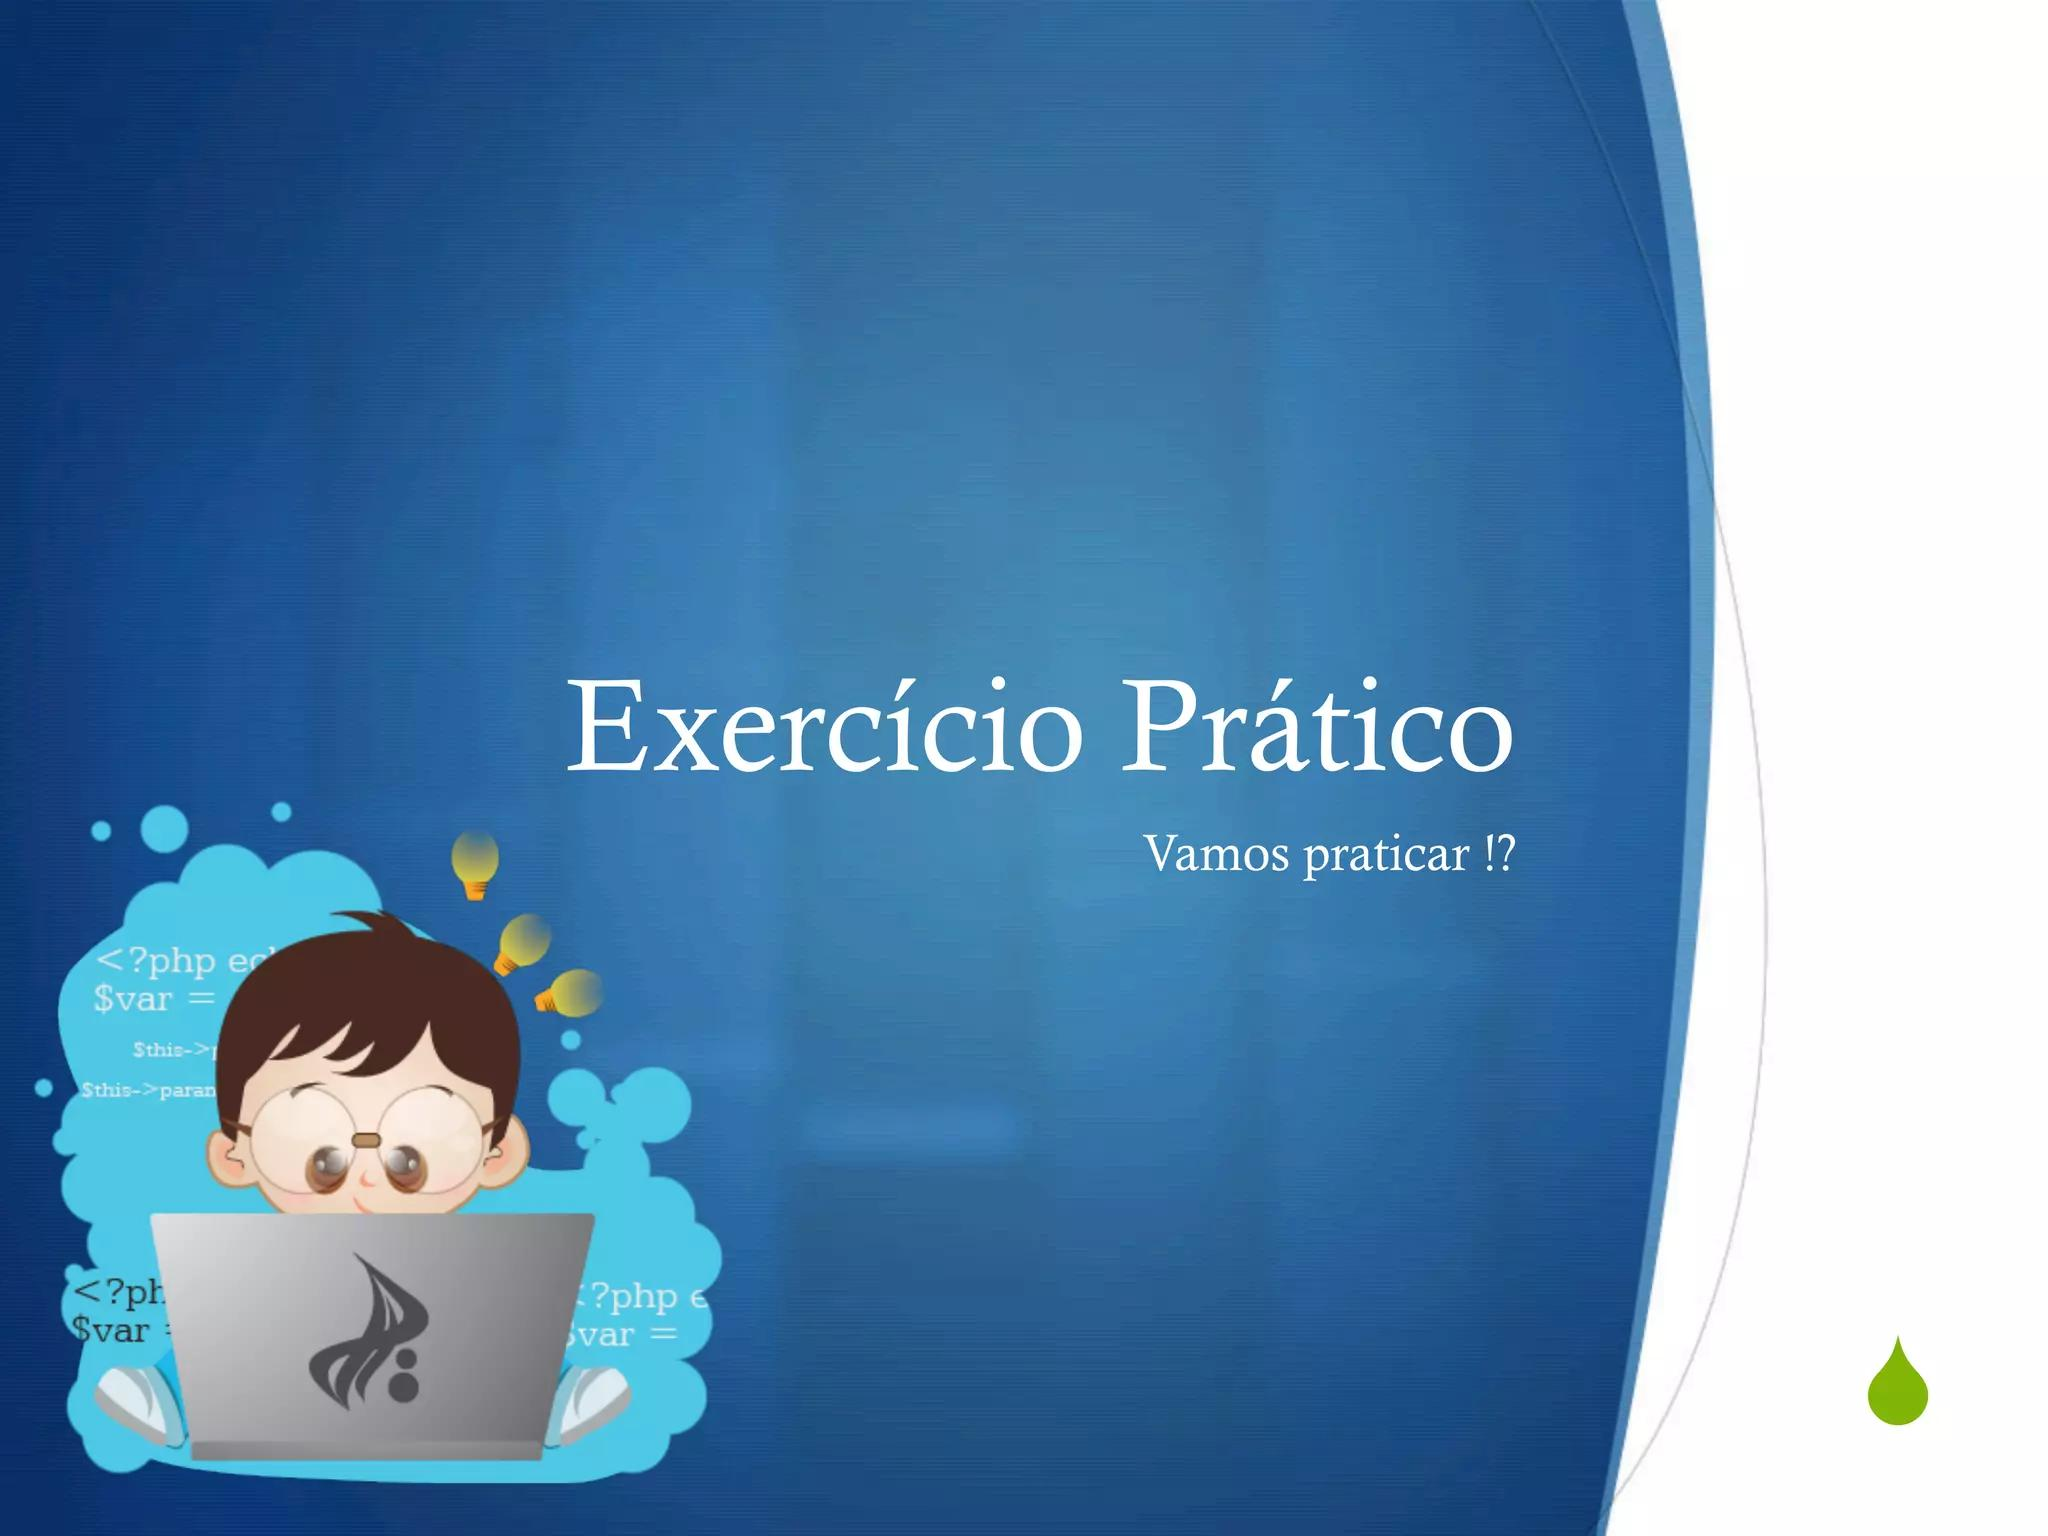 Exercício Prático
Vamos praticar !?
<?php
$var =
$this->
$this->param
<?ph
$var
?php e
$var =